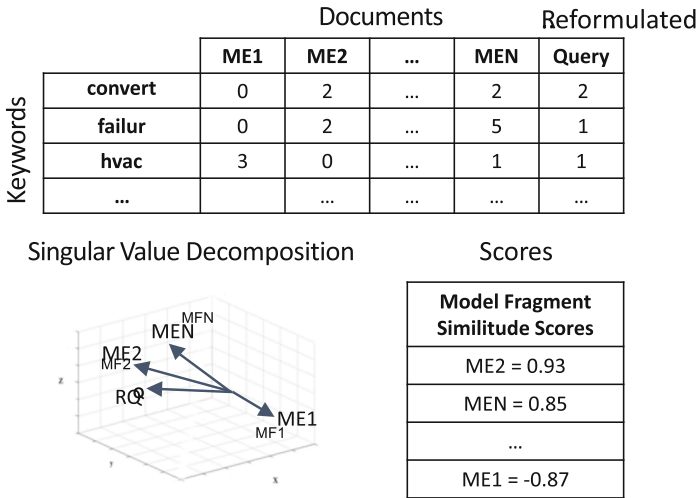 Documents Reformulated
ME1 ME2 ... MEN Query
Keywords
convert 0 2 ... 2 2
failur 0 2 ... 5 1
hvac 3 0 ... 1 1
... ... ... ... ...
Singular Value Decomposition
Scores
MFN
MEN
ME2
MF2
RQ
Q
ME1
MF1
z
y
x
Model Fragment
Similitude Scores
ME2 = 0.93
MEN = 0.85
...
ME1 = -0.87